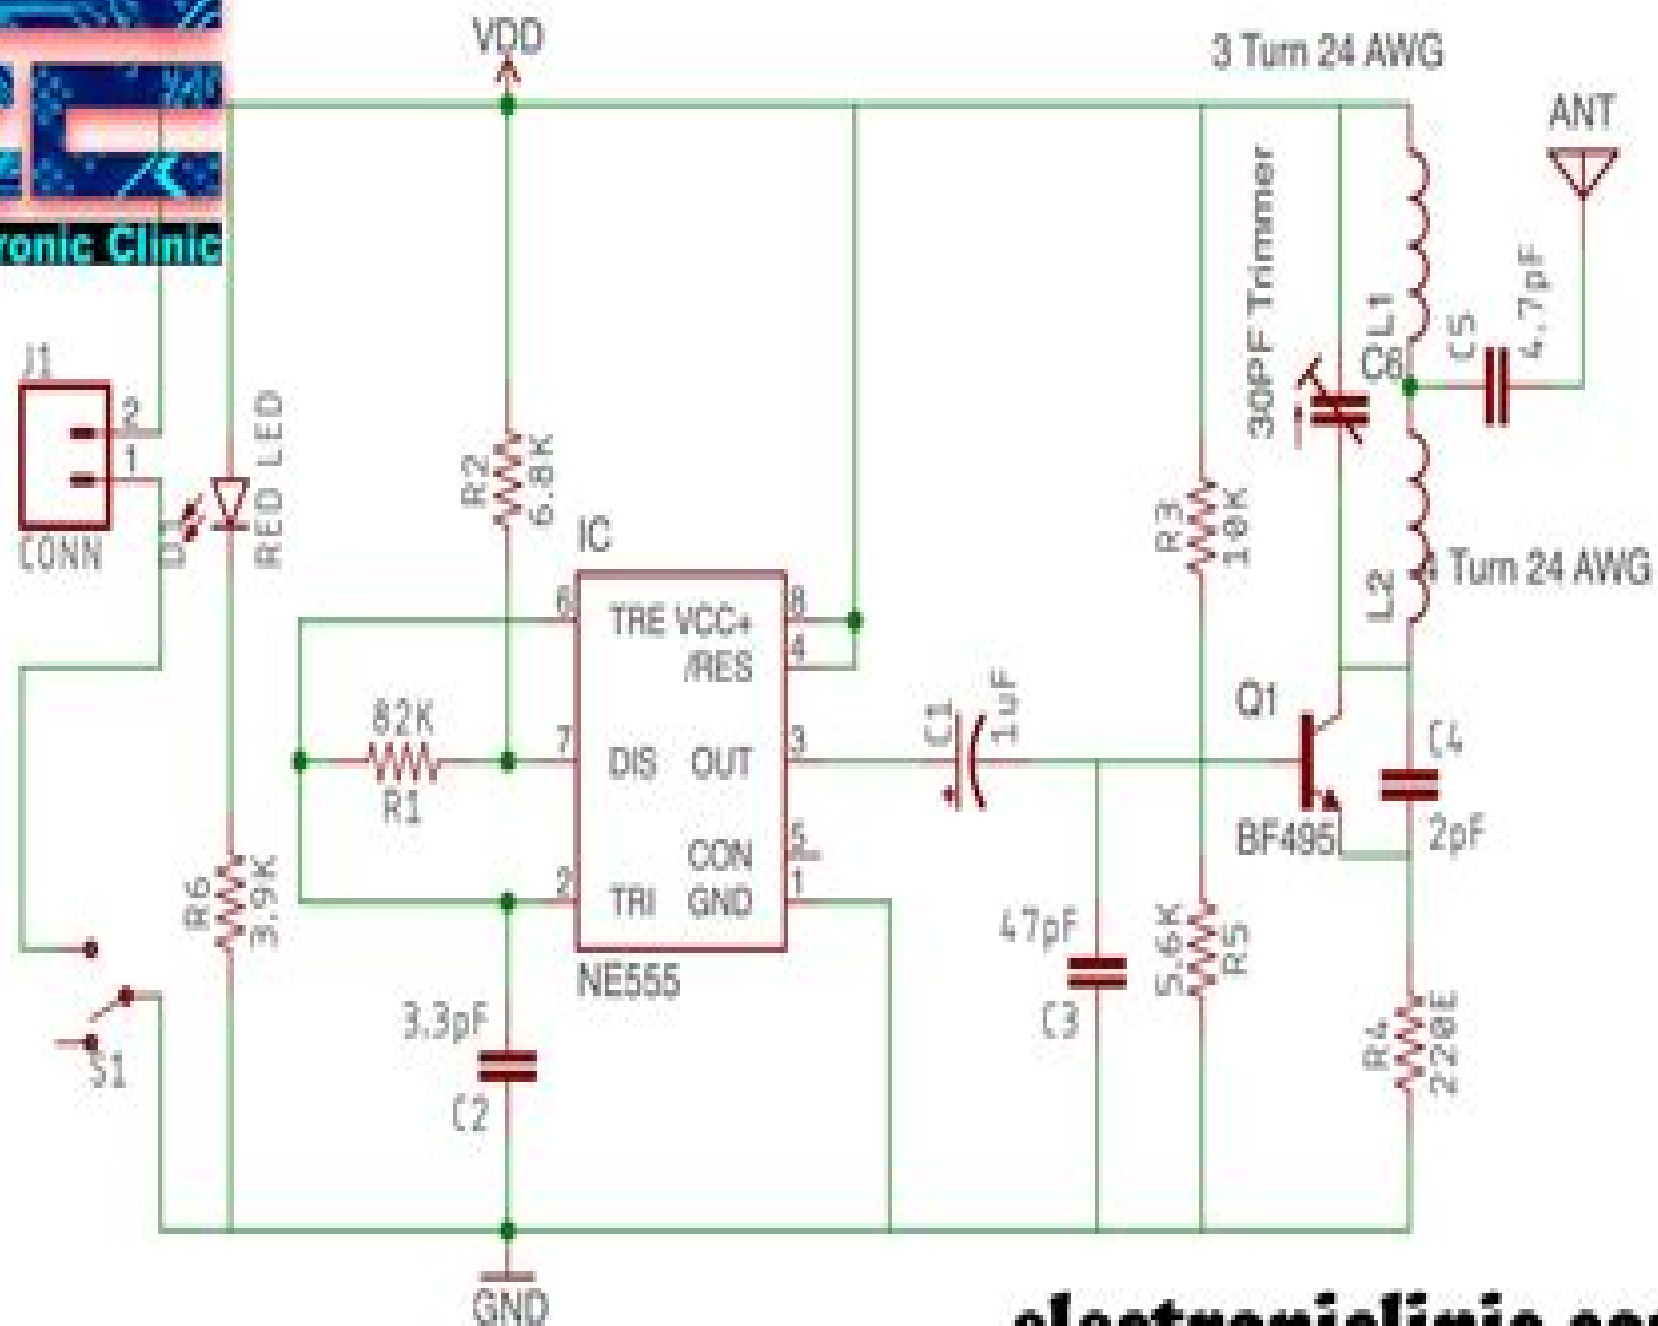 VDD
3 Turn 24 AWG
ANT
ronic Clinic
30PF Trimmer
L1
C6
C5
4.7pF
J1
2
1
CONN
RED LED
R2
6.8K
IC
R3
10K
L2
Turn 24 AWG
6
TRE VCC+
8
/RES
4
82K
R1
7
DIS OUT
3
C1
1uF
Q1
C4
BF495
2pF
CON
5
2
TRI GND
1
NE555
R6
3.9K
47pF
C3
5.6K
R5
3.3pF
C2
R4
220E
S1
GND